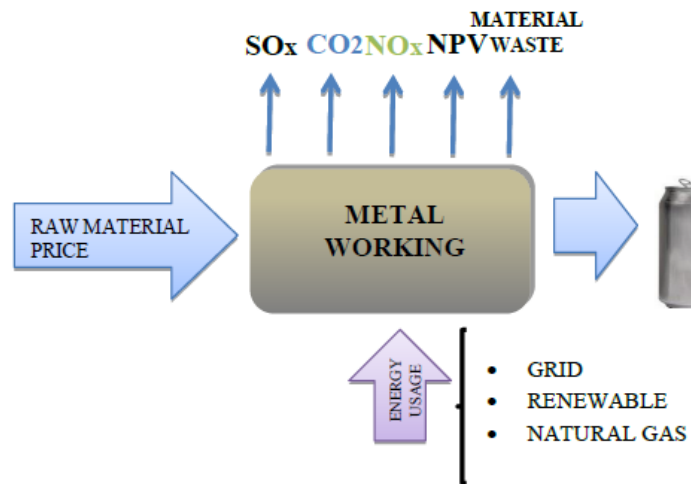 MATERIAL
SOx CO2 NOx NPV WASTE
METAL
WORKING
RAW MATERIAL
PRICE
ENERGY
USAGE
• GRID
• RENEWABLE
• NATURAL GAS